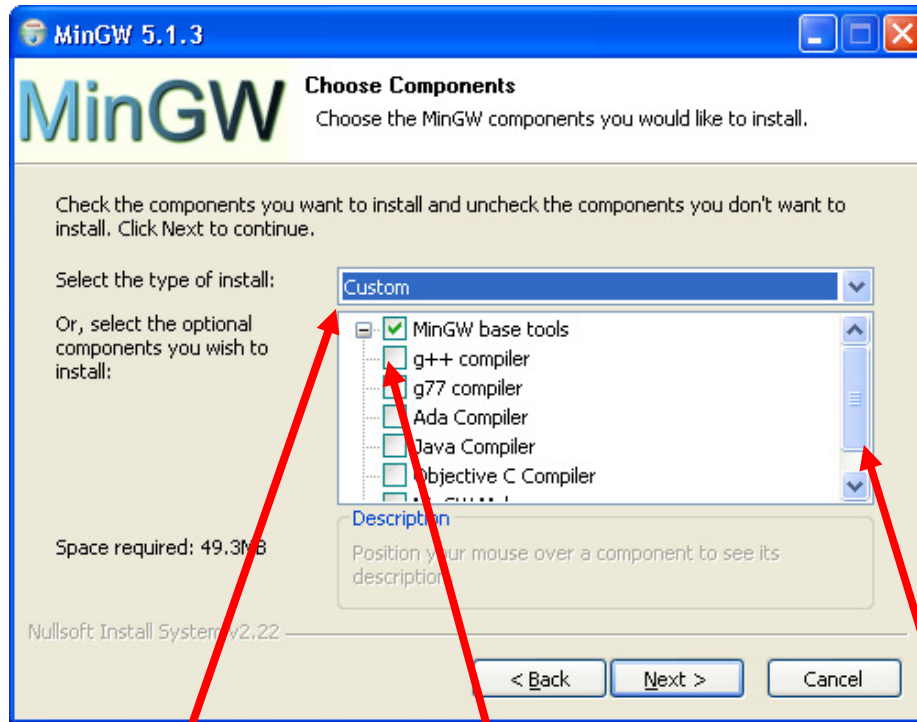 MinGW 5.1.3
MinGW
Choose Components
Choose the MinGW components you would like to install.
Check the components you want to install and uncheck the components you don't want to
install. Click Next to continue.
Select the type of install:
Custom
Or, select the optional
components you wish to
install:
MinGW base tools
g++ compiler
g77 compiler
Ada Compiler
Java Compiler
Objective C Compiler
Description
Space required: 49.3MB
Position your mouse over a component to see its
description
Nullsoft Install System v2.22
< Back
Next >
Cancel